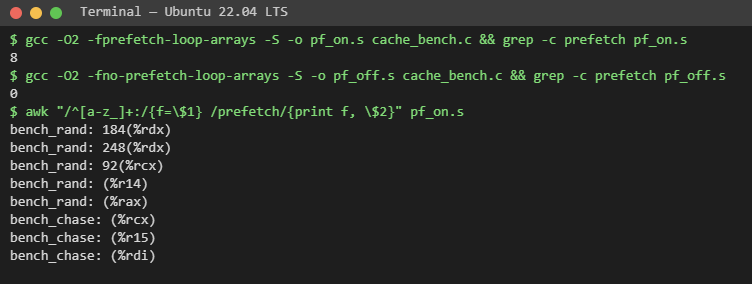 Terminal — Ubuntu 22.04 LTS
$ gcc -O2 -fprefetch-loop-arrays -S -o pf_on.s cache_bench.c && grep -c prefetch pf_on.s
8
$ gcc -O2 -fno-prefetch-loop-arrays -S -o pf_off.s cache_bench.c && grep -c prefetch pf_off.s
0
$ awk "/^[a-z_]+:/{f=\$1} /prefetch/{print f, \$2}" pf_on.s
bench_rand: 184(%rdx)
bench_rand: 248(%rdx)
bench_rand: 92(%rcx)
bench_rand: (%r14)
bench_rand: (%rax)
bench_chase: (%rcx)
bench_chase: (%r15)
bench_chase: (%rdi)